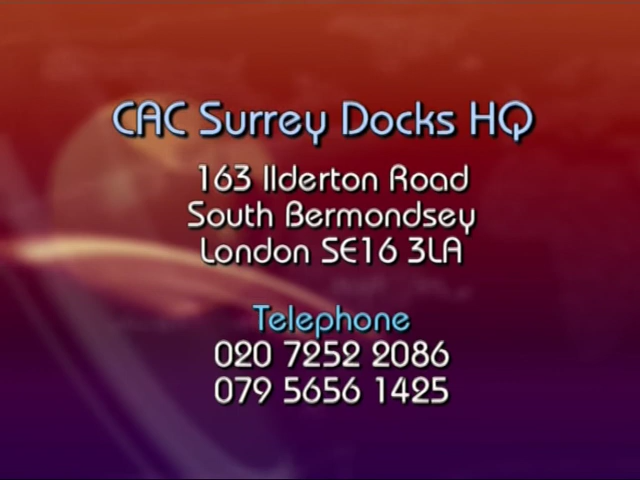 CAC Surrey Docks HQ
163 Ilderton Road
South Bermondsey
London SE16 3LA
Telephone
020 7252 2086
079 5656 1425